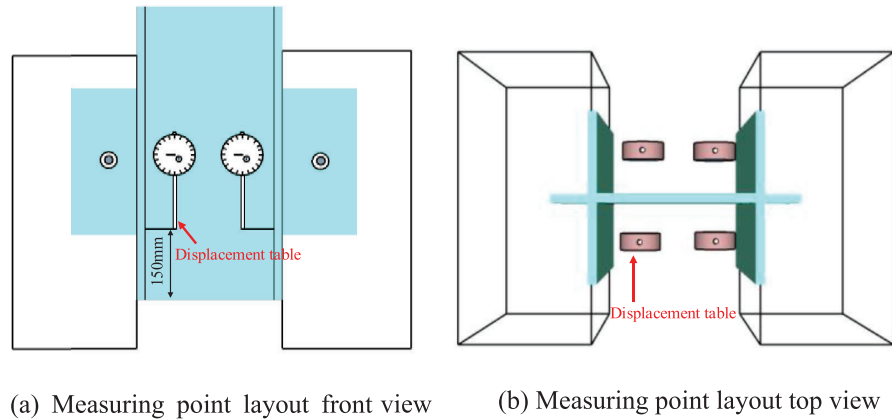 Displacement table
150mm
Displacement table
(a) Measuring point layout front view
(b) Measuring point layout top view